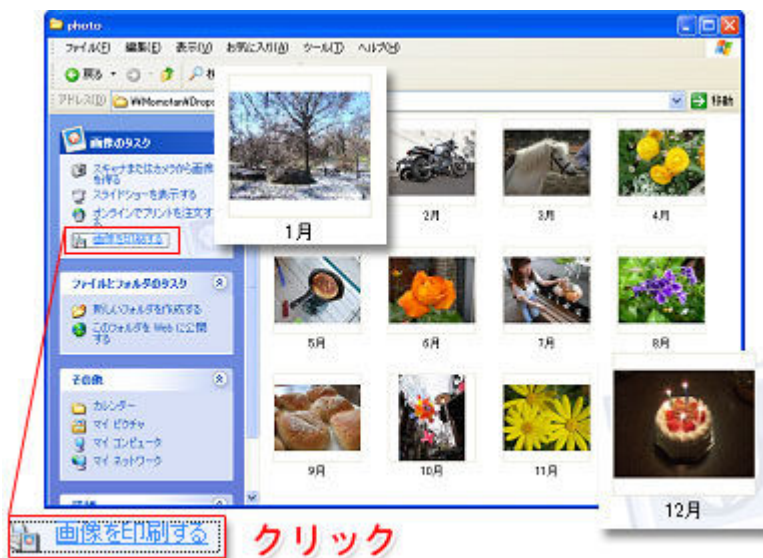 photo
ファイル(F) 編集(E) 表示(V) お気に入り(A) ツール(T) ヘルプ(H)
戻る
アドレス(D) 移動
画像のタスク
スキャナまたはカメラから画像
を得る
スライドショーを表示する
オンラインでプリントを注文す
る
画像を印刷する
1月
2月
3月
4月
ファイルとフォルダのタスク
新しいフォルダを作成する
このフォルダを Web に公開
する
5月
6月
7月
8月
その他
カレンダー
マイ ピクチャ
マイ コンピュータ
マイ ネットワーク
9月
10月
11月
12月
画像を印刷する
クリック